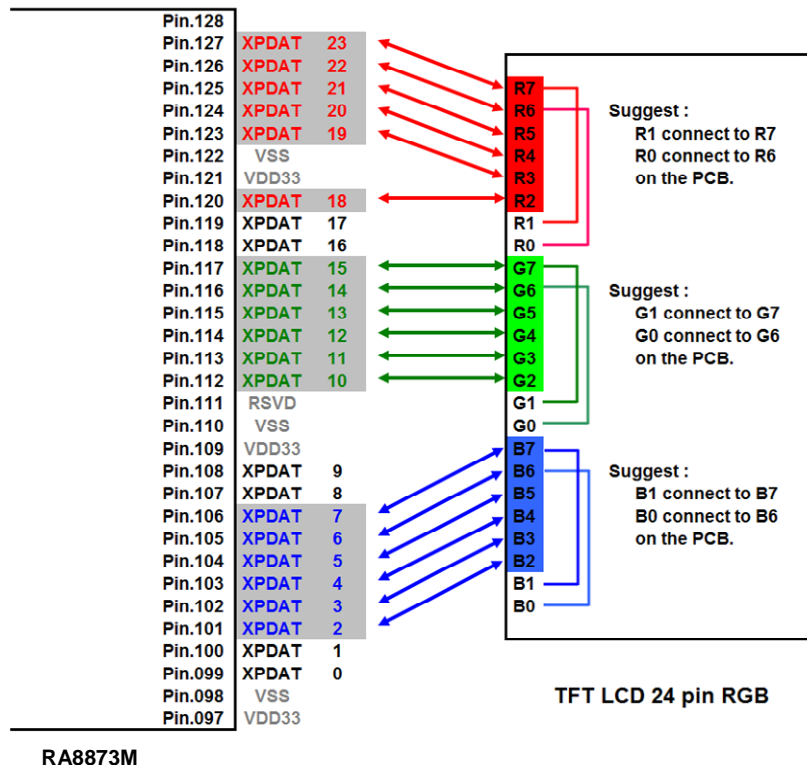 Pin.128
Pin.127 XPDAT 23
Pin.126 XPDAT 22
Pin.125 XPDAT 21
Pin.124 XPDAT 20
Pin.123 XPDAT 19
Pin.122 VSS
Pin.121 VDD33
Pin.120 XPDAT 18
Pin.119 XPDAT 17
Pin.118 XPDAT 16
Pin.117 XPDAT 15
Pin.116 XPDAT 14
Pin.115 XPDAT 13
Pin.114 XPDAT 12
Pin.113 XPDAT 11
Pin.112 XPDAT 10
Pin.111 RSVD
Pin.110 VSS
Pin.109 VDD33
Pin.108 XPDAT 9
Pin.107 XPDAT 8
Pin.106 XPDAT 7
Pin.105 XPDAT 6
Pin.104 XPDAT 5
Pin.103 XPDAT 4
Pin.102 XPDAT 3
Pin.101 XPDAT 2
Pin.100 XPDAT 1
Pin.099 XPDAT 0
Pin.098 VSS
Pin.097 VDD33
RA8873M
R7
R6
R5
R4
R3
R2
R1
R0
G7
G6
G5
G4
G3
G2
G1
G0
B7
B6
B5
B4
B3
B2
B1
B0
Suggest :
R1 connect to R7
R0 connect to R6
on the PCB.
Suggest :
G1 connect to G7
G0 connect to G6
on the PCB.
Suggest :
B1 connect to B7
B0 connect to B6
on the PCB.
TFT LCD 24 pin RGB